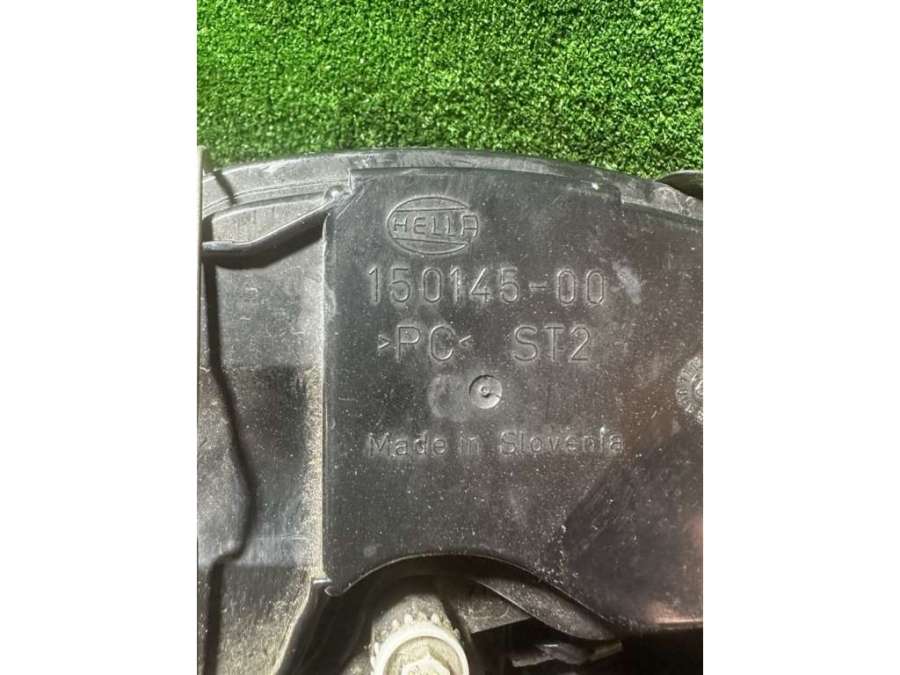 HELLA
150145-00
>PC< ST2
Made in Slovenia